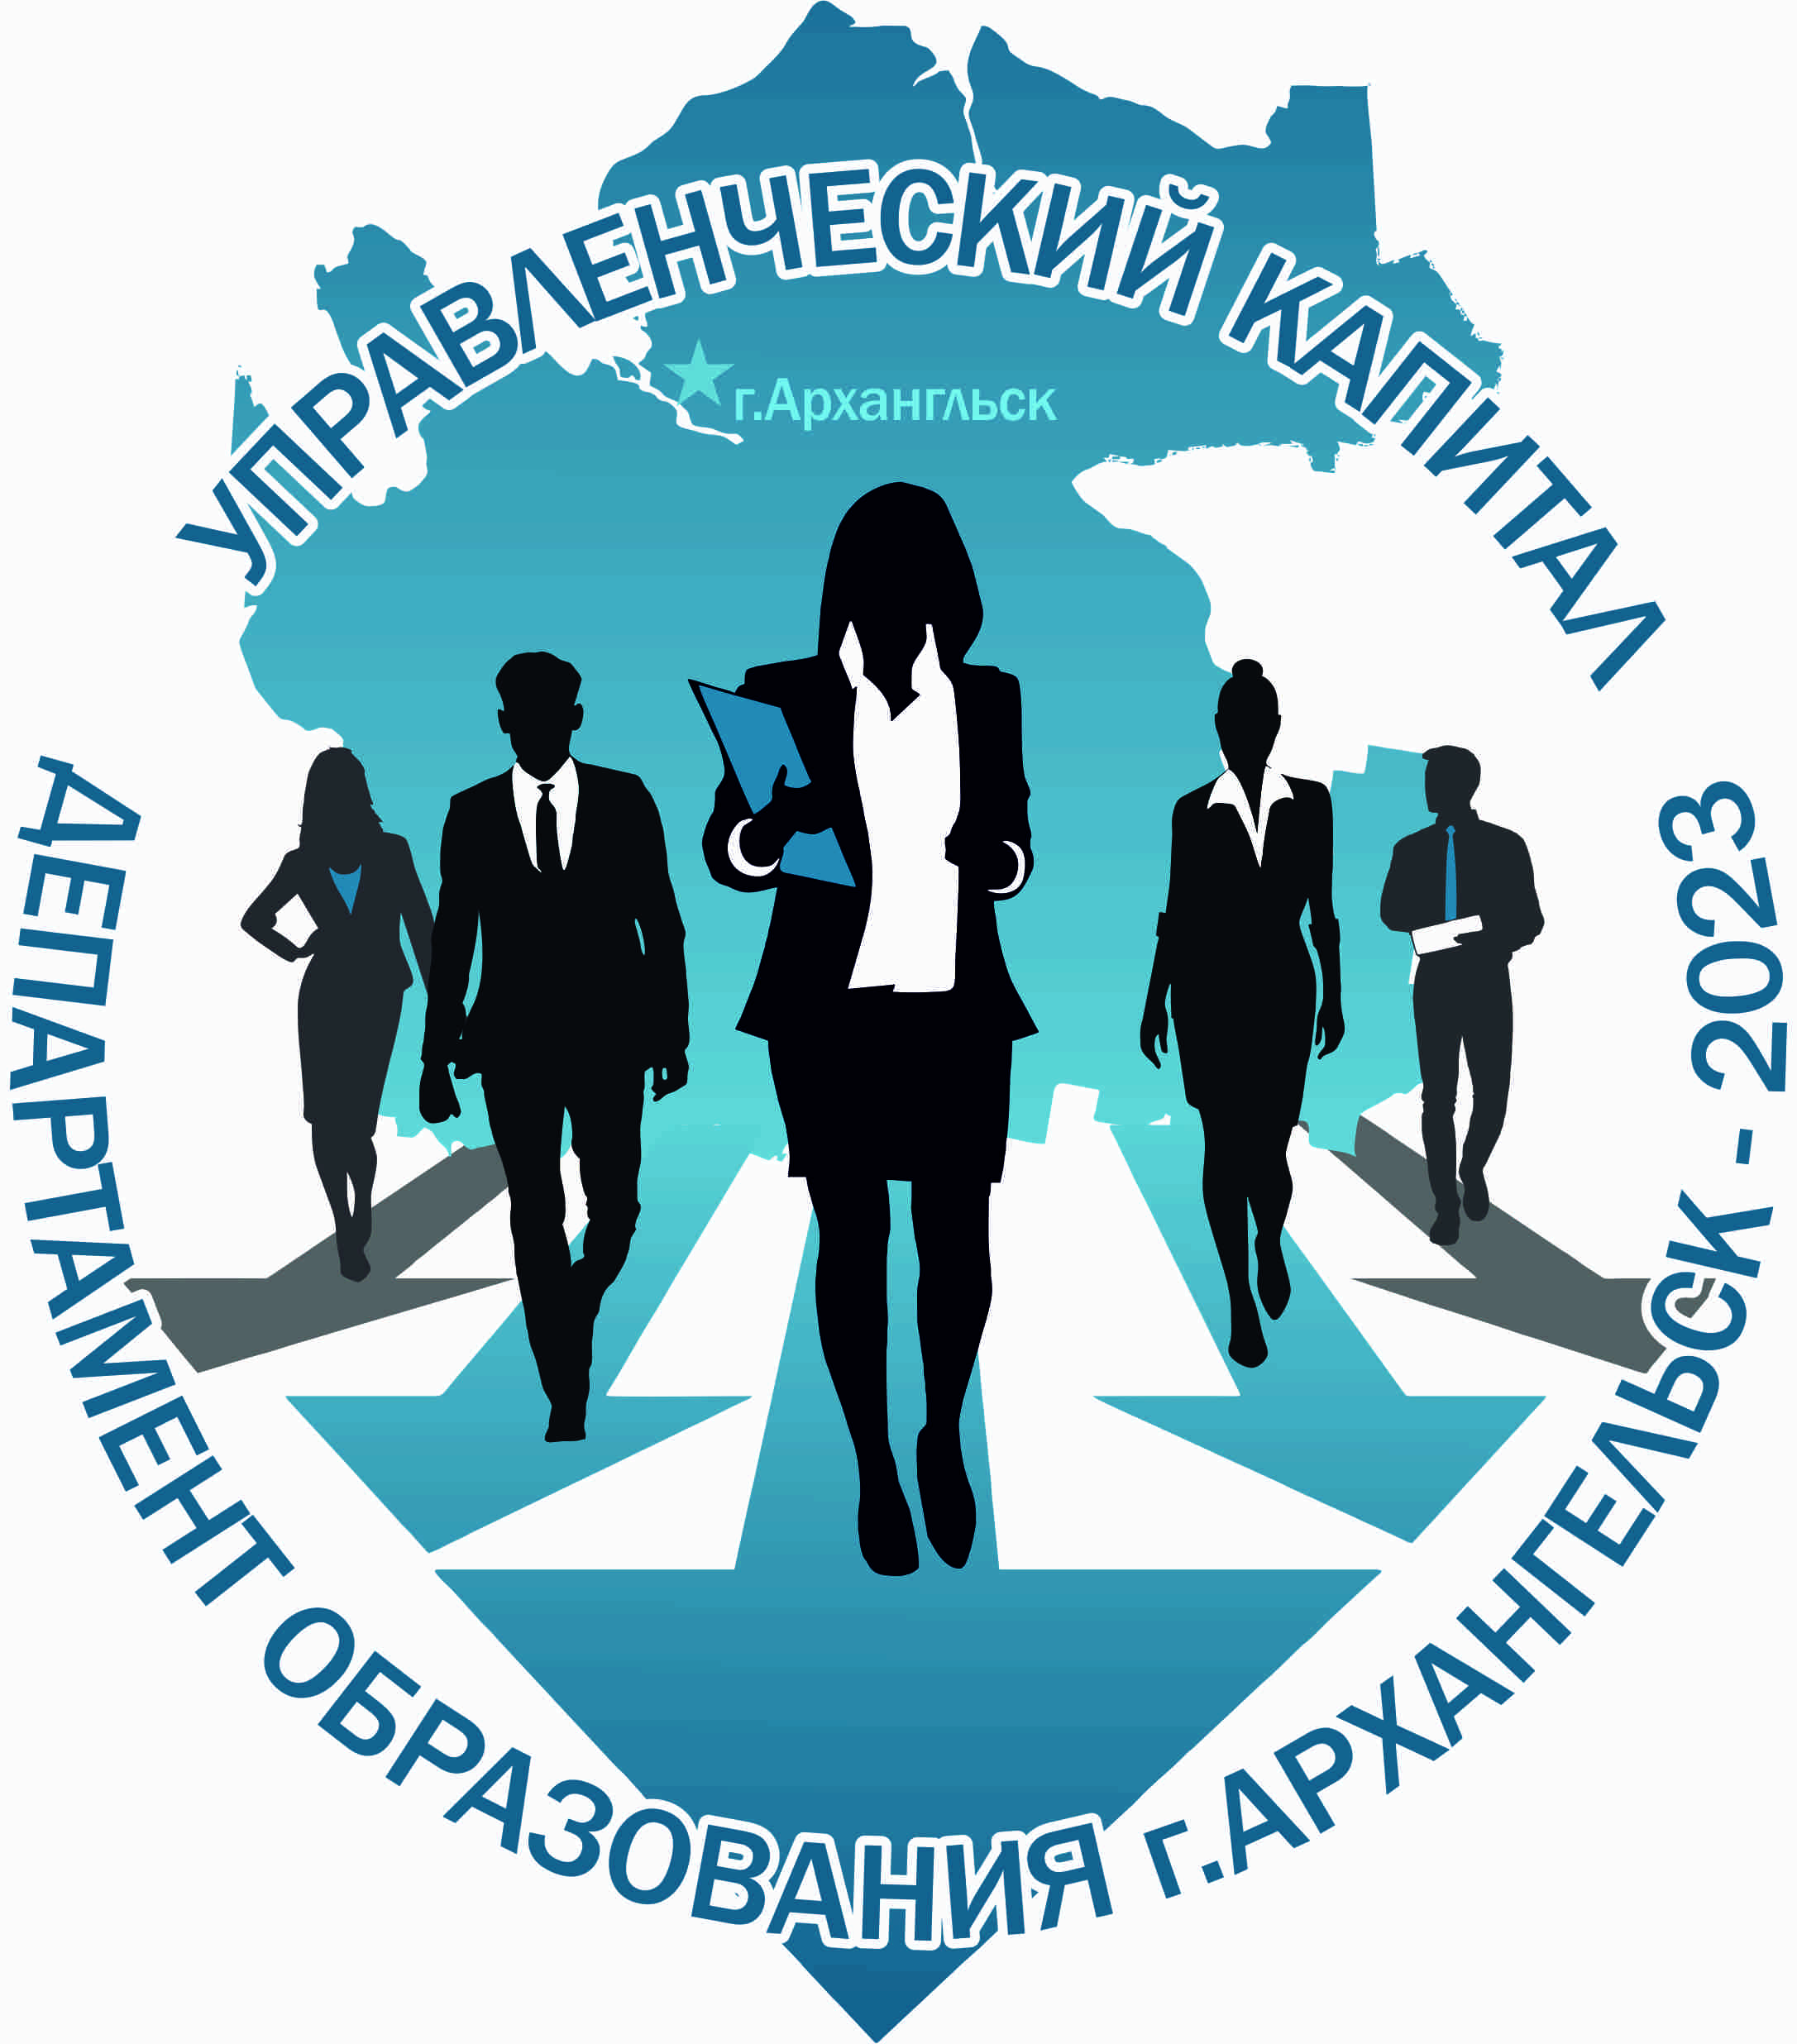 УПРАВЛЕНЧЕСКИЙ КАПИТАЛ
г.Архангльск
ДЕПАРТАМЕНТ ОБРАЗОВАНИЯ г.АРХАНГЕЛЬСК - 2023